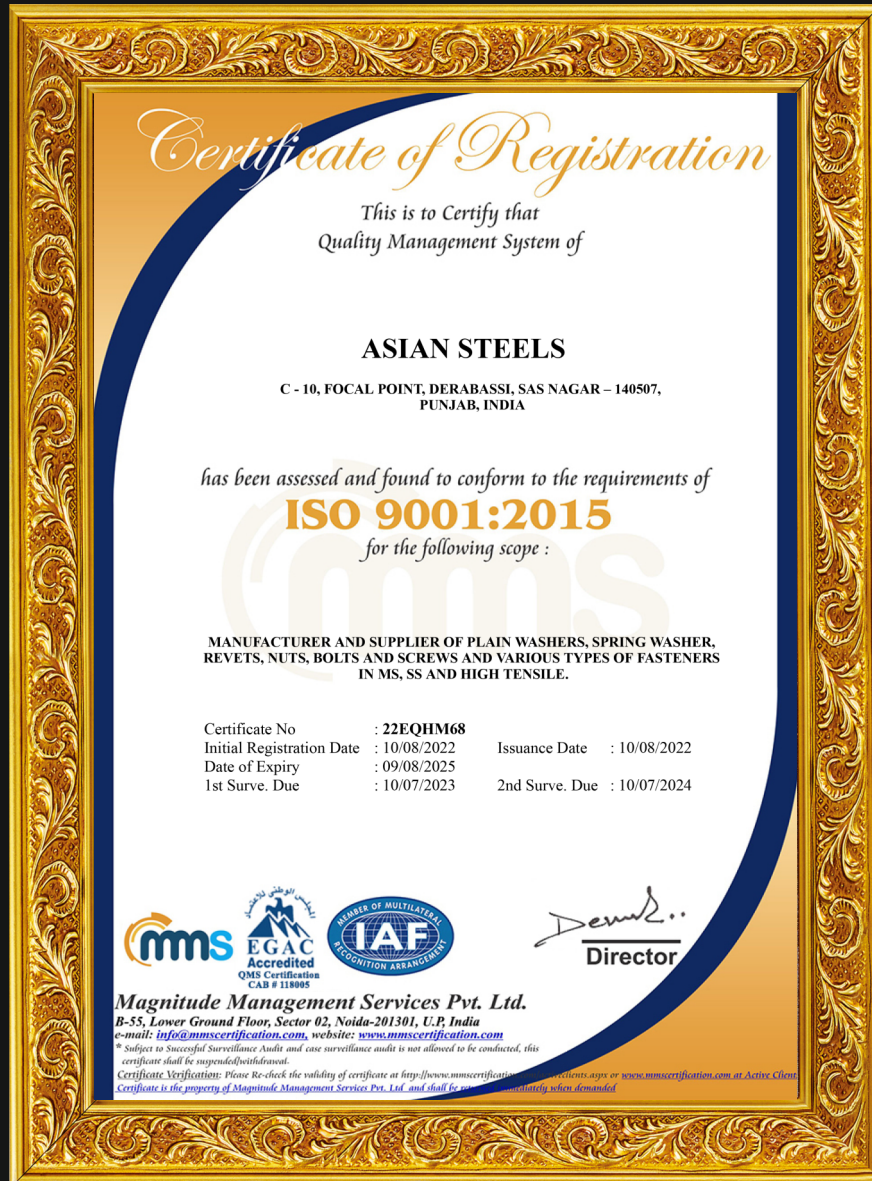 Certificate of Registration
This is to Certify that
Quality Management System of
ASIAN STEELS
C - 10, FOCAL POINT, DERABASSI, SAS NAGAR – 140507,
PUNJAB, INDIA
has been assessed and found to conform to the requirements of
ISO 9001:2015
for the following scope :
mms
MANUFACTURER AND SUPPLIER OF PLAIN WASHERS, SPRING WASHER,
REVETS, NUTS, BOLTS AND SCREWS AND VARIOUS TYPES OF FASTENERS
IN MS, SS AND HIGH TENSILE.
Certificate No : 22EQHM68
Initial Registration Date : 10/08/2022 Issuance Date : 10/08/2022
Date of Expiry : 09/08/2025
1st Surve. Due : 10/07/2023 2nd Surve. Due : 10/07/2024
mms
المجلس الوطني للاعتماد
EGAC
Accredited
QMS Certification
CAB # 118005
MEMBER OF MULTILATERAL
IAF
RECOGNITION ARRANGEMENT
Director
Magnitude Management Services Pvt. Ltd.
B-55, Lower Ground Floor, Sector 02, Noida-201301, U.P, India
e-mail: info@mmscertification.com, website: www.mmscertification.com
* Subject to Successful Surveillance Audit and case surveillance audit is not allowed to be conducted, this
certificate shall be suspended/withdrawal.
Certificate Verification: Please Re-check the validity of certificate at http://www.mmscertification or www.mmscertification.com at Active Client
Certificate is the property of Magnitude Management Services Pvt. Ltd and shall be immediately when demanded